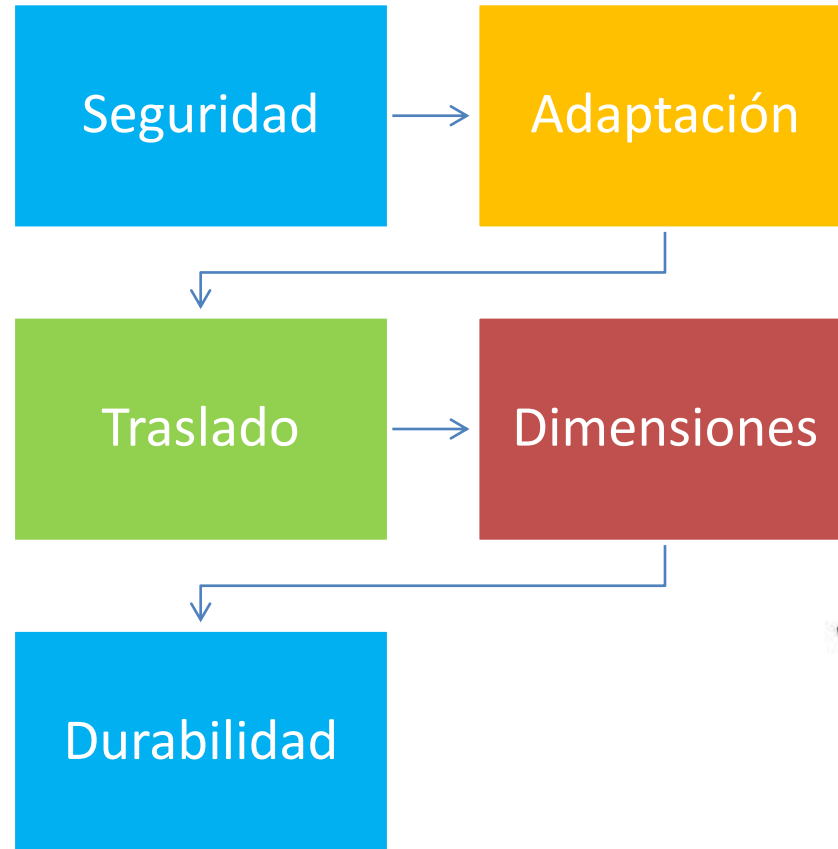 Seguridad
Adaptación
Traslado
Dimensiones
Durabilidad